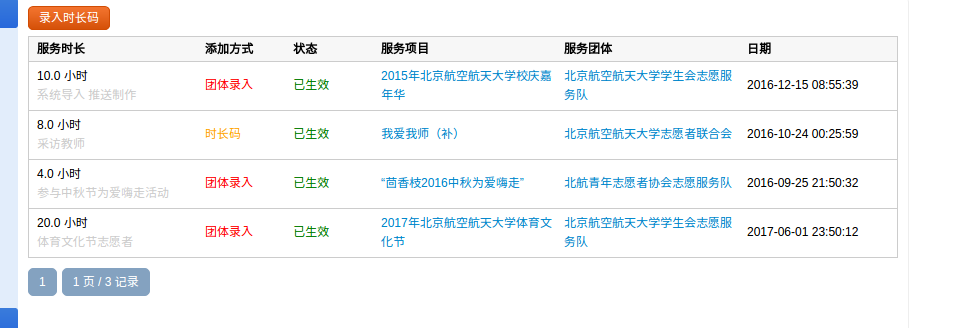 录入时长码
服务时长 添加方式 状态 服务项目 服务团体 日期
10.0 小时
系统导入 推送制作
团体录入
已生效
2015年北京航空航天大学校庆嘉
年华
北京航空航天大学学生会志愿服
务队
2016-12-15 08:55:39
8.0 小时
采访教师
时长码
已生效
我爱我师（补）
北京航空航天大学志愿者联合会
2016-10-24 00:25:59
4.0 小时
参与中秋节为爱嗨走活动
团体录入
已生效
“茴香枝2016中秋为爱嗨走”
北航青年志愿者协会志愿服务队
2016-09-25 21:50:32
20.0 小时
体育文化节志愿者
团体录入
已生效
2017年北京航空航天大学体育文
化节
北京航空航天大学学生会志愿服
务队
2017-06-01 23:50:12
1 1 页 / 3 记录